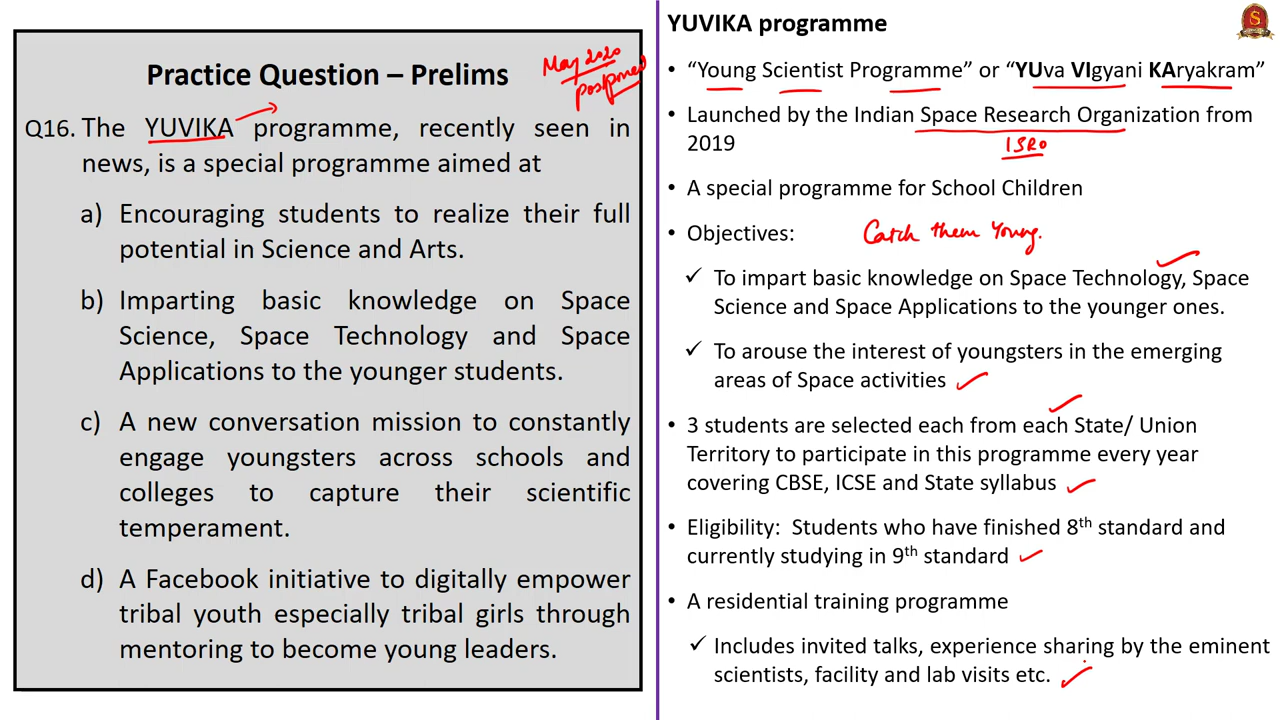 Practice Question – Prelims
May 2020
postponed
Q16. The YUVIKA programme, recently seen in
news, is a special programme aimed at
a) Encouraging students to realize their full
potential in Science and Arts.
b) Imparting basic knowledge on Space
Science, Space Technology and Space
Applications to the younger students.
c) A new conversation mission to constantly
engage youngsters across schools and
colleges to capture their scientific
temperament.
d) A Facebook initiative to digitally empower
tribal youth especially tribal girls through
mentoring to become young leaders.
YUVIKA programme
• “Young Scientist Programme” or “YUva VIgyani KAryakram”
• Launched by the Indian Space Research Organization from
2019
ISRO
• A special programme for School Children
• Objectives:
Catch them Young.
✓ To impart basic knowledge on Space Technology, Space
Science and Space Applications to the younger ones.
✓ To arouse the interest of youngsters in the emerging
areas of Space activities
• 3 students are selected each from each State/ Union
Territory to participate in this programme every year
covering CBSE, ICSE and State syllabus
• Eligibility: Students who have finished 8th standard and
currently studying in 9th standard
• A residential training programme
✓ Includes invited talks, experience sharing by the eminent
scientists, facility and lab visits etc.